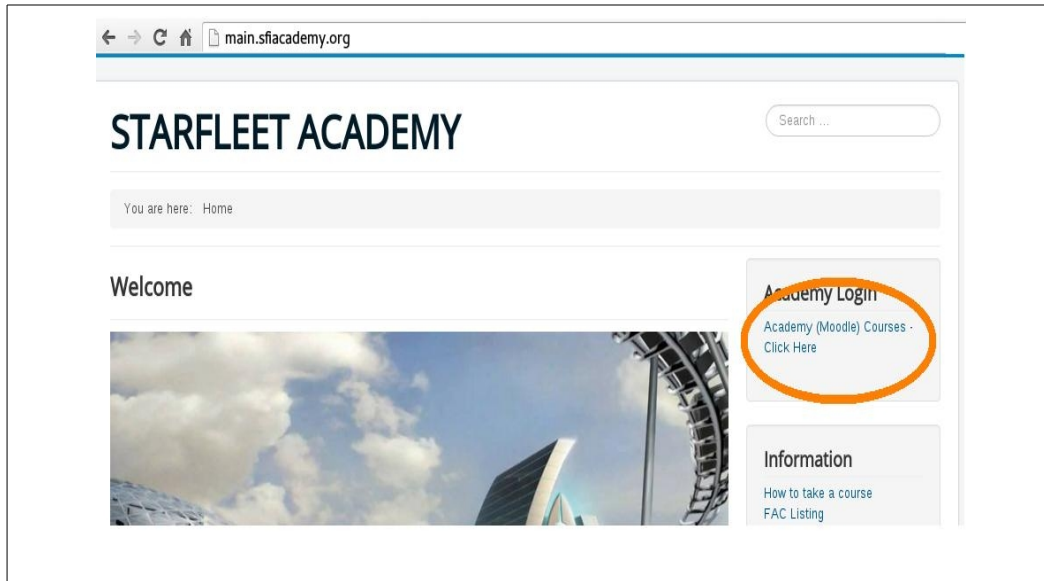 main.sfiacademy.org
STARFLEET ACADEMY
Search ...
You are here: Home
Welcome
Academy Login
Academy (Moodle) Courses -
Click Here
Information
How to take a course
FAC Listing